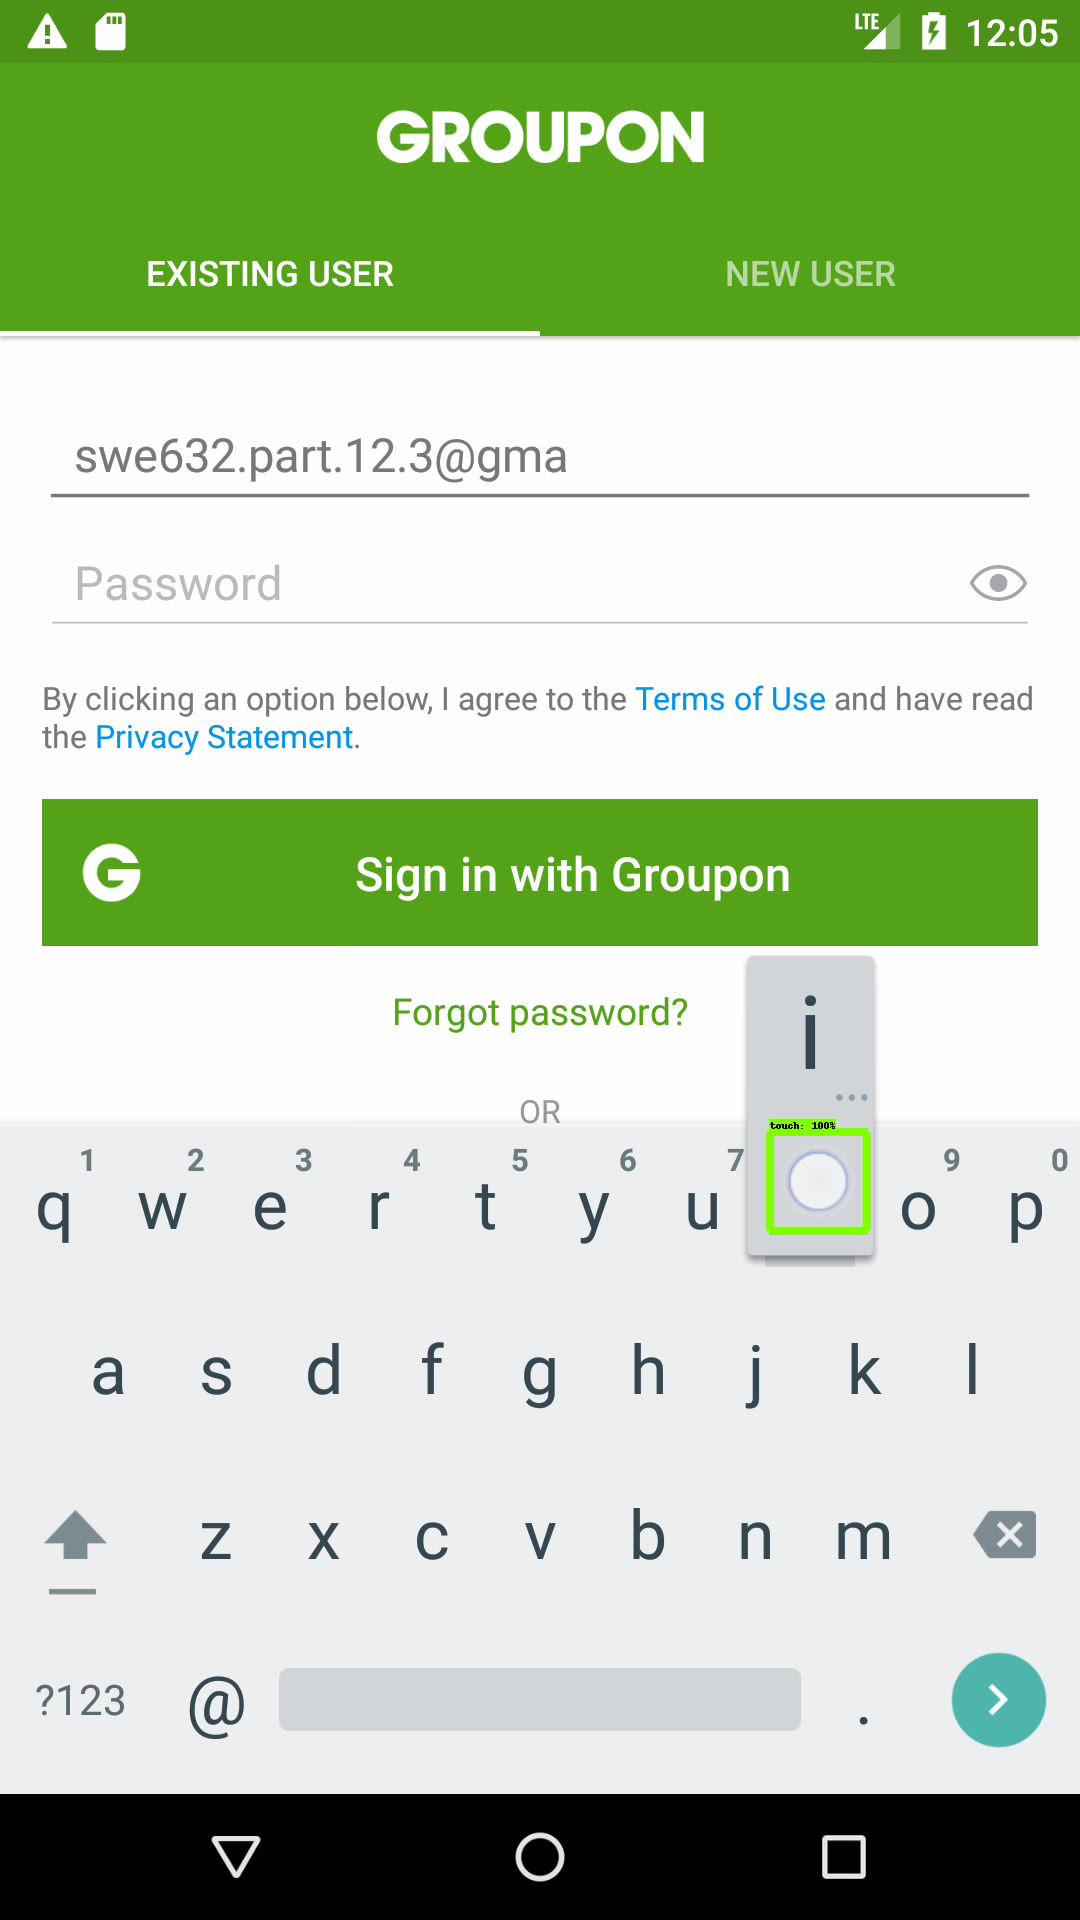 LTE 12:05
GROUPON
EXISTING USER NEW USER
swe632.part.12.3@gma
Password
By clicking an option below, I agree to the Terms of Use and have read
the Privacy Statement.
G Sign in with Groupon
Forgot password?
i
...
OR
touch: 100%
1 2 3 4 5 6 7 9 0
q w e r t y u o p
a s d f g h j k l
z x c v b n m
?123 @ .